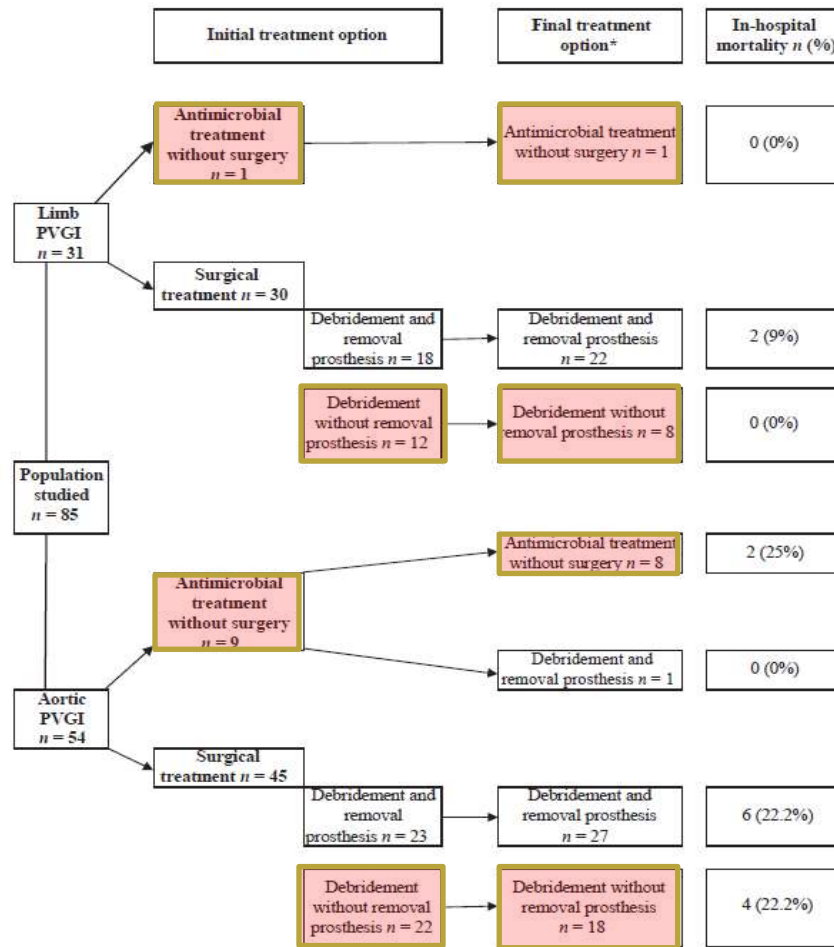 Initial treatment option
Final treatment
option*
In-hospital
mortality n (%)
Antimicrobial
treatment
without surgery
n = 1
Antimicrobial treatment
without surgery n = 1
0 (0%)
Limb
PVGI
n = 31
Surgical
treatment n = 30
Debridement and
removal
prosthesis n = 18
Debridement and
removal prosthesis
n = 22
2 (9%)
Debridement
without removal
prosthesis n = 12
Debridement without
removal prosthesis n = 8
0 (0%)
Population
studied
n = 85
Antimicrobial treatment
without surgery n = 8
2 (25%)
Antimicrobial
treatment
without surgery
n = 9
Debridement and
removal prosthesis n = 1
0 (0%)
Aortic
PVGI
n = 54
Surgical
treatment n = 45
Debridement and
removal
prosthesis n = 23
Debridement and
removal prosthesis
n = 27
6 (22.2%)
Debridement
without removal
prosthesis n = 22
Debridement without
removal prosthesis
n = 18
4 (22.2%)